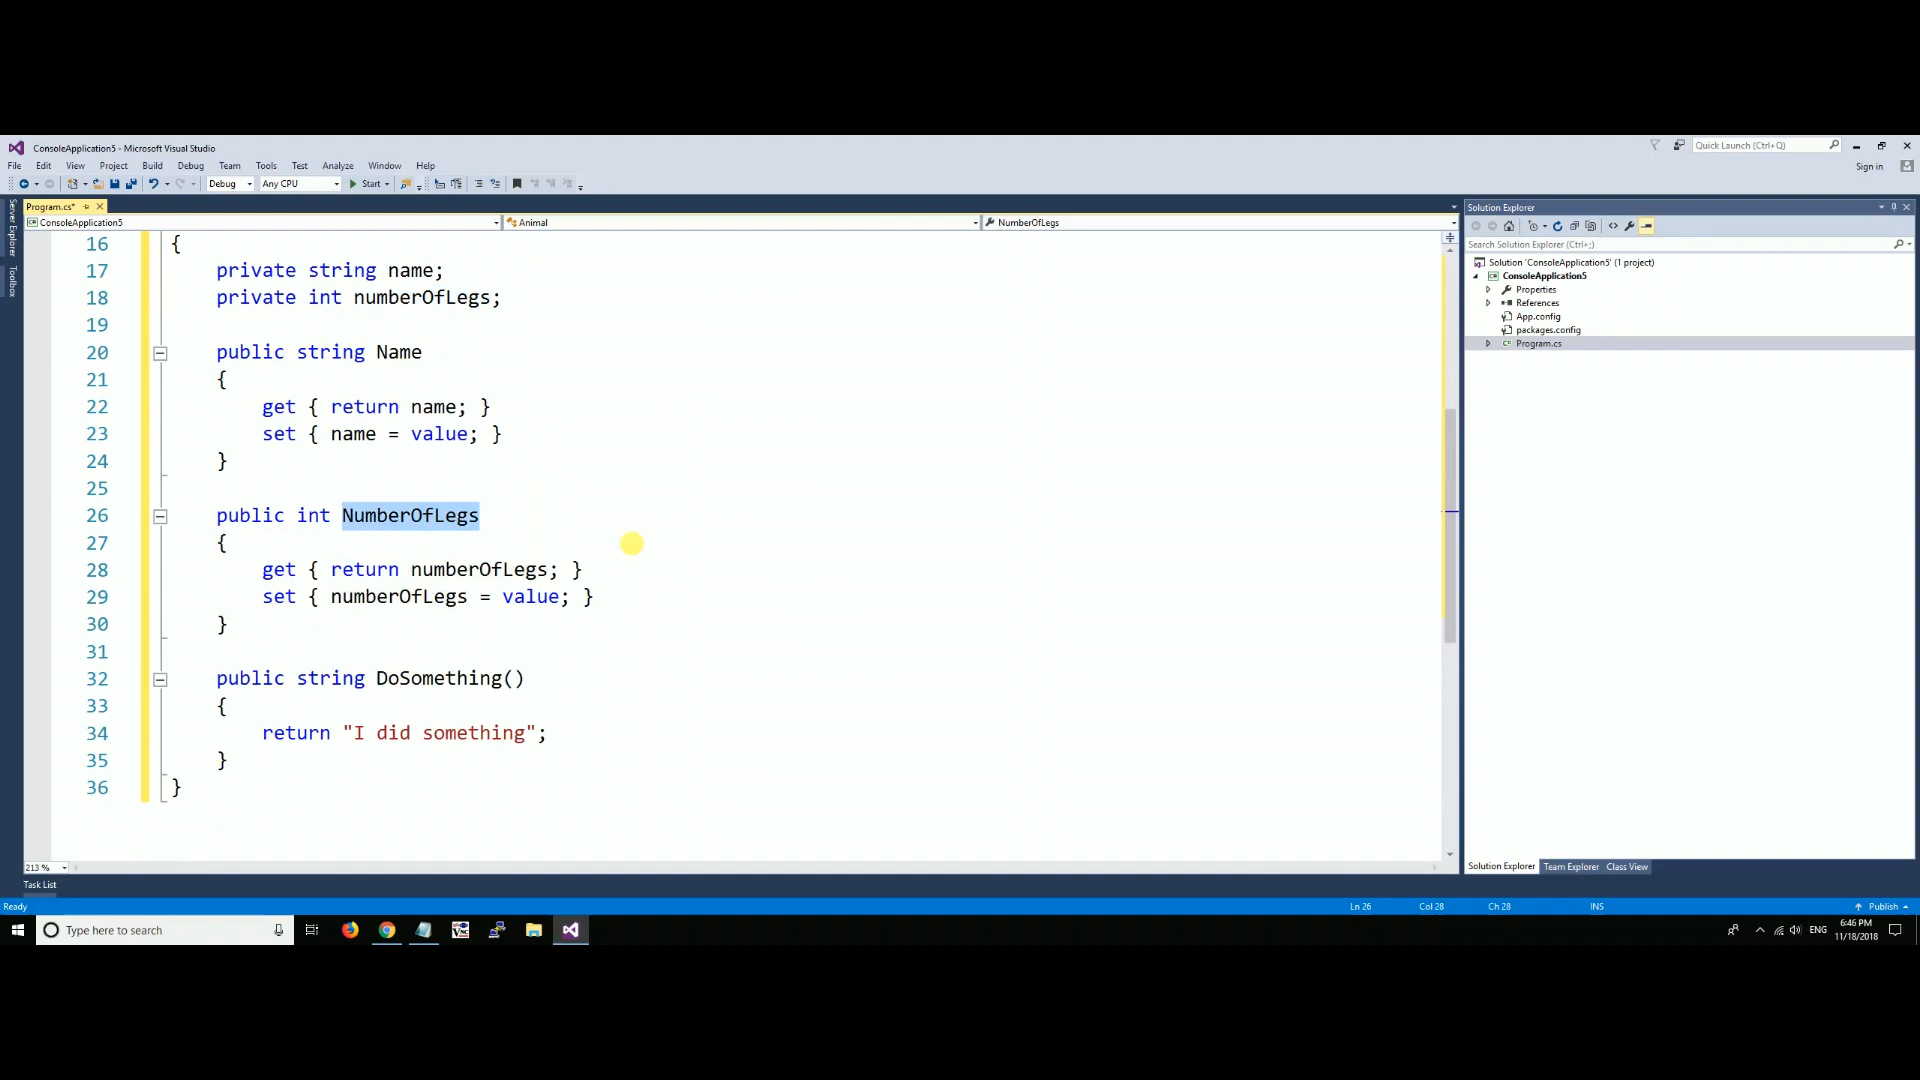 ConsoleApplication5 - Microsoft Visual Studio
Quick Launch (Ctrl+Q)
File Edit View Project Build Debug Team Tools Test Analyze Window Help
Sign in
Debug Any CPU Start
Server Explorer
Toolbox
Program.cs*
ConsoleApplication5 Animal NumberOfLegs
16 {
17 private string name;
18 private int numberOfLegs;
19
20 public string Name
21 {
22 get { return name; }
23 set { name = value; }
24 }
25
26 public int NumberOfLegs
27 {
28 get { return numberOfLegs; }
29 set { numberOfLegs = value; }
30 }
31
32 public string DoSomething()
33 {
34 return "I did something";
35 }
36 }
213 %
Solution Explorer
Search Solution Explorer (Ctrl+;)
Solution 'ConsoleApplication5' (1 project)
ConsoleApplication5
Properties
References
App.config
packages.config
Program.cs
Solution Explorer Team Explorer Class View
Task List
Ready Ln 26 Col 28 Ch 28 INS Publish
Type here to search
ENG
6:46 PM
11/18/2018